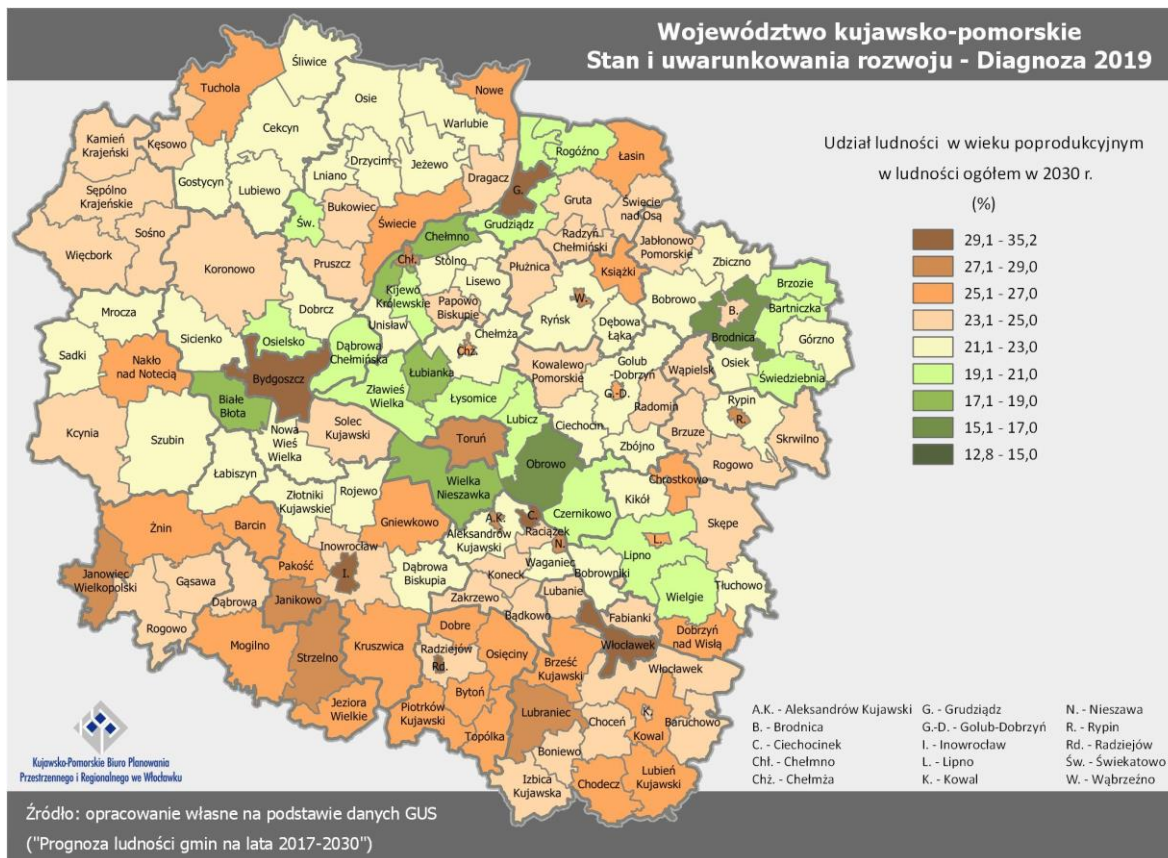 Województwo kujawsko-pomorskie
Stan i uwarunkowania rozwoju - Diagnoza 2019
Udział ludności w wieku poprodukcyjnym
w ludności ogółem w 2030 r.
(%)
29,1 - 35,2
27,1 - 29,0
25,1 - 27,0
23,1 - 25,0
21,1 - 23,0
19,1 - 21,0
17,1 - 19,0
15,1 - 17,0
12,8 - 15,0
Śliwice
Tuchola
Osie
Nowe
Cekcyn
Warlubie
Kamień
Krajeński
Kęsowo
Rogóźno
Łasin
Drzycim
Jeżewo
Gostycyn
Lubiewo
Lniano
Dragacz
G.
Sępólno
Krajeńskie
Bukowiec
Św.
Świecie
Grudziądz
Gruta
Świecie
nad Osą
Sośno
Więcbork
Koronowo
Pruszcz
Chełmno
Chł.
Stolno
Radzyń
Chełmiński
Jabłonowo
Pomorskie
Płużnica
Książki
Zbiczno
Kijewo
Królewskie
Lisewo
Brzozie
Mrocza
Dobrcz
Papowo
Biskupie
W.
Bobrowo
B.
Bartniczka
Sicienko
Unisław
Ryńsk
Dębowa
Łąka
Brodnica
Górzno
Sadki
Osielsko
Dąbrowa
Chełmińska
Chełmża
Chż.
Osiek
Nakło
nad Notecią
Bydgoszcz
Łubianka
Kowalewo
Pomorskie
Golub
-Dobrzyń
Wąpielsk
Świedziebnia
Białe
Błota
Zławieś
Wielka
Łysomice
G.-D.
Radomin
Rypin
R.
Kcynia
Szubin
Nowa
Wieś
Wielka
Solec
Kujawski
Toruń
Lubicz
Ciechocin
Brzuze
Skrwilno
Zbójno
Rogowo
Łabiszyn
Wielka
Nieszawka
Obrowo
Chrostkowo
Złotniki
Kujawskie
Rojewo
Czernikowo
Kikół
Skępe
Żnin
Barcin
Gniewkowo
A.K.
C.
Aleksandrów
Kujawski
Raciążek
N.
L.
Inowrocław
I.
Pakość
Dąbrowa
Biskupia
Waganiec
Lipno
Janowiec
Wielkopolski
Gąsawa
Dąbrowa
Janikowo
Koneck
Bobrowniki
Wielgie
Tłuchowo
Zakrzewo
Lubanie
Rogowo
Bądkowo
Fabianki
Mogilno
Strzelno
Kruszwica
Dobre
Włocławek
Dobrzyń
nad Wisłą
Radziejów
Rd.
Osięciny
Brześć
Kujawski
Włocławek
Jeziora
Wielkie
Piotrków
Kujawski
Bytoń
Lubraniec
Choceń
K.
Kowal
Baruchowo
Topólka
Boniewo
Izbica
Kujawska
Chodecz
Lubień
Kujawski
A.K. - Aleksandrów Kujawski
B. - Brodnica
C. - Ciechocinek
Chł. - Chełmno
Chż. - Chełmża
G. - Grudziądz
G.-D. - Golub-Dobrzyń
I. - Inowrocław
L. - Lipno
K. - Kowal
N. - Nieszawa
R. - Rypin
Rd. - Radziejów
Św. - Świekatowo
W. - Wąbrzeźno
Kujawsko-Pomorskie Biuro Planowania
Przestrzennego i Regionalnego we Włocławku
Źródło: opracowanie własne na podstawie danych GUS
("Prognoza ludności gmin na lata 2017-2030")